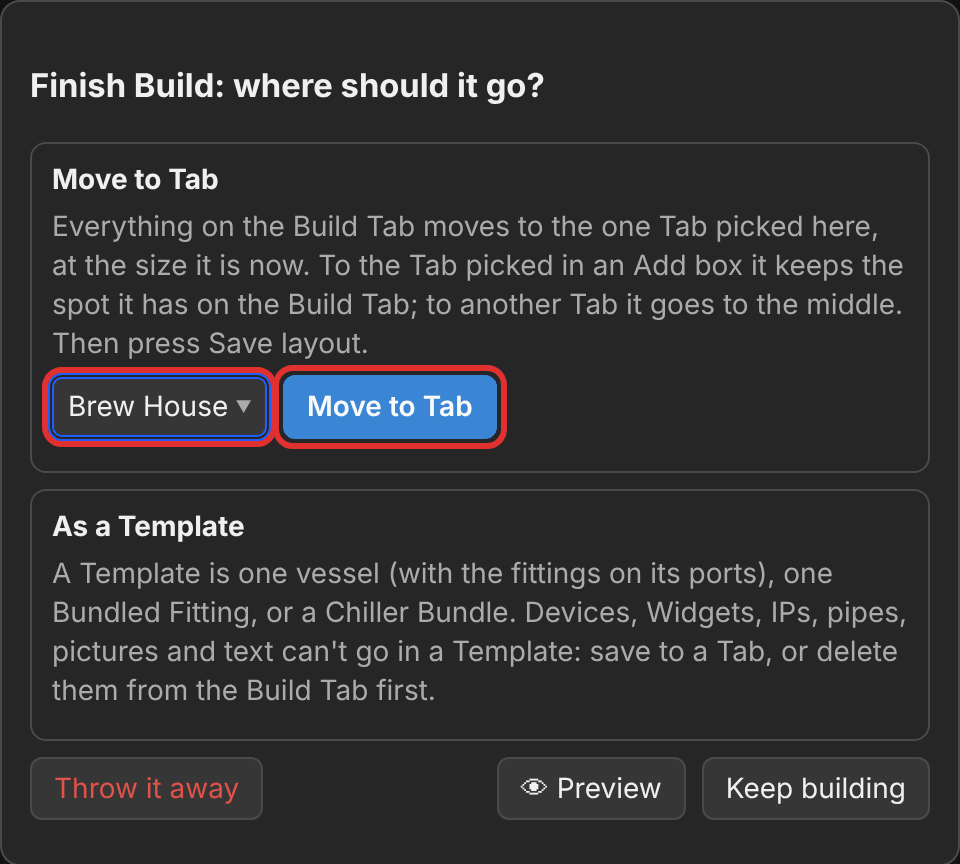 Finish Build: where should it go?
Move to Tab
Everything on the Build Tab moves to the one Tab picked here,
at the size it is now. To the Tab picked in an Add box it keeps the
spot it has on the Build Tab; to another Tab it goes to the middle.
Then press Save layout.
Brew House ▼ Move to Tab
As a Template
A Template is one vessel (with the fittings on its ports), one
Bundled Fitting, or a Chiller Bundle. Devices, Widgets, IPs, pipes,
pictures and text can't go in a Template: save to a Tab, or delete
them from the Build Tab first.
Throw it away 👁 Preview Keep building